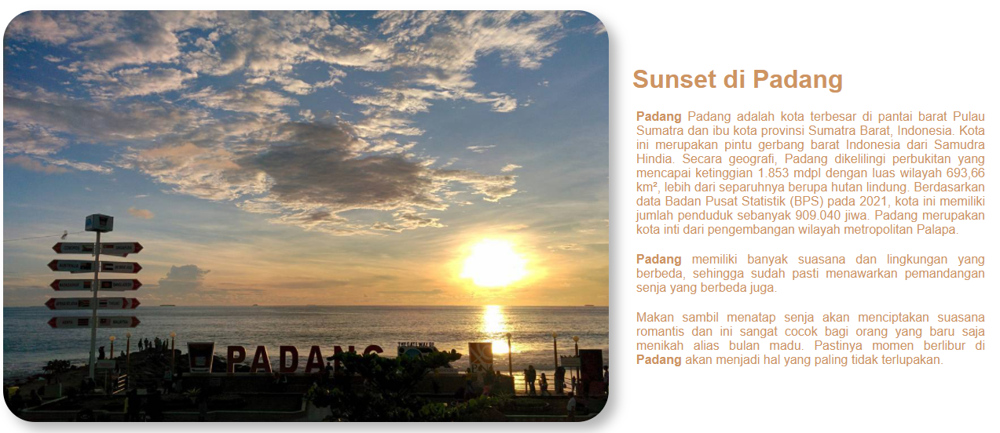 Sunset di Padang
Padang Padang adalah kota terbesar di pantai barat Pulau
Sumatra dan ibu kota provinsi Sumatra Barat, Indonesia. Kota
ini merupakan pintu gerbang barat Indonesia dari Samudra
Hindia. Secara geografi, Padang dikelilingi perbukitan yang
mencapai ketinggian 1.853 mdpl dengan luas wilayah 693,66
km², lebih dari separuhnya berupa hutan lindung. Berdasarkan
data Badan Pusat Statistik (BPS) pada 2021, kota ini memiliki
jumlah penduduk sebanyak 909.040 jiwa. Padang merupakan
kota inti dari pengembangan wilayah metropolitan Palapa.
Padang memiliki banyak suasana dan lingkungan yang
berbeda, sehingga sudah pasti menawarkan pemandangan
senja yang berbeda juga.
Makan sambil menatap senja akan menciptakan suasana
romantis dan ini sangat cocok bagi orang yang baru saja
menikah alias bulan madu. Pastinya momen berlibur di
Padang akan menjadi hal yang paling tidak terlupakan.
PADANG
THE GATEWAY OF